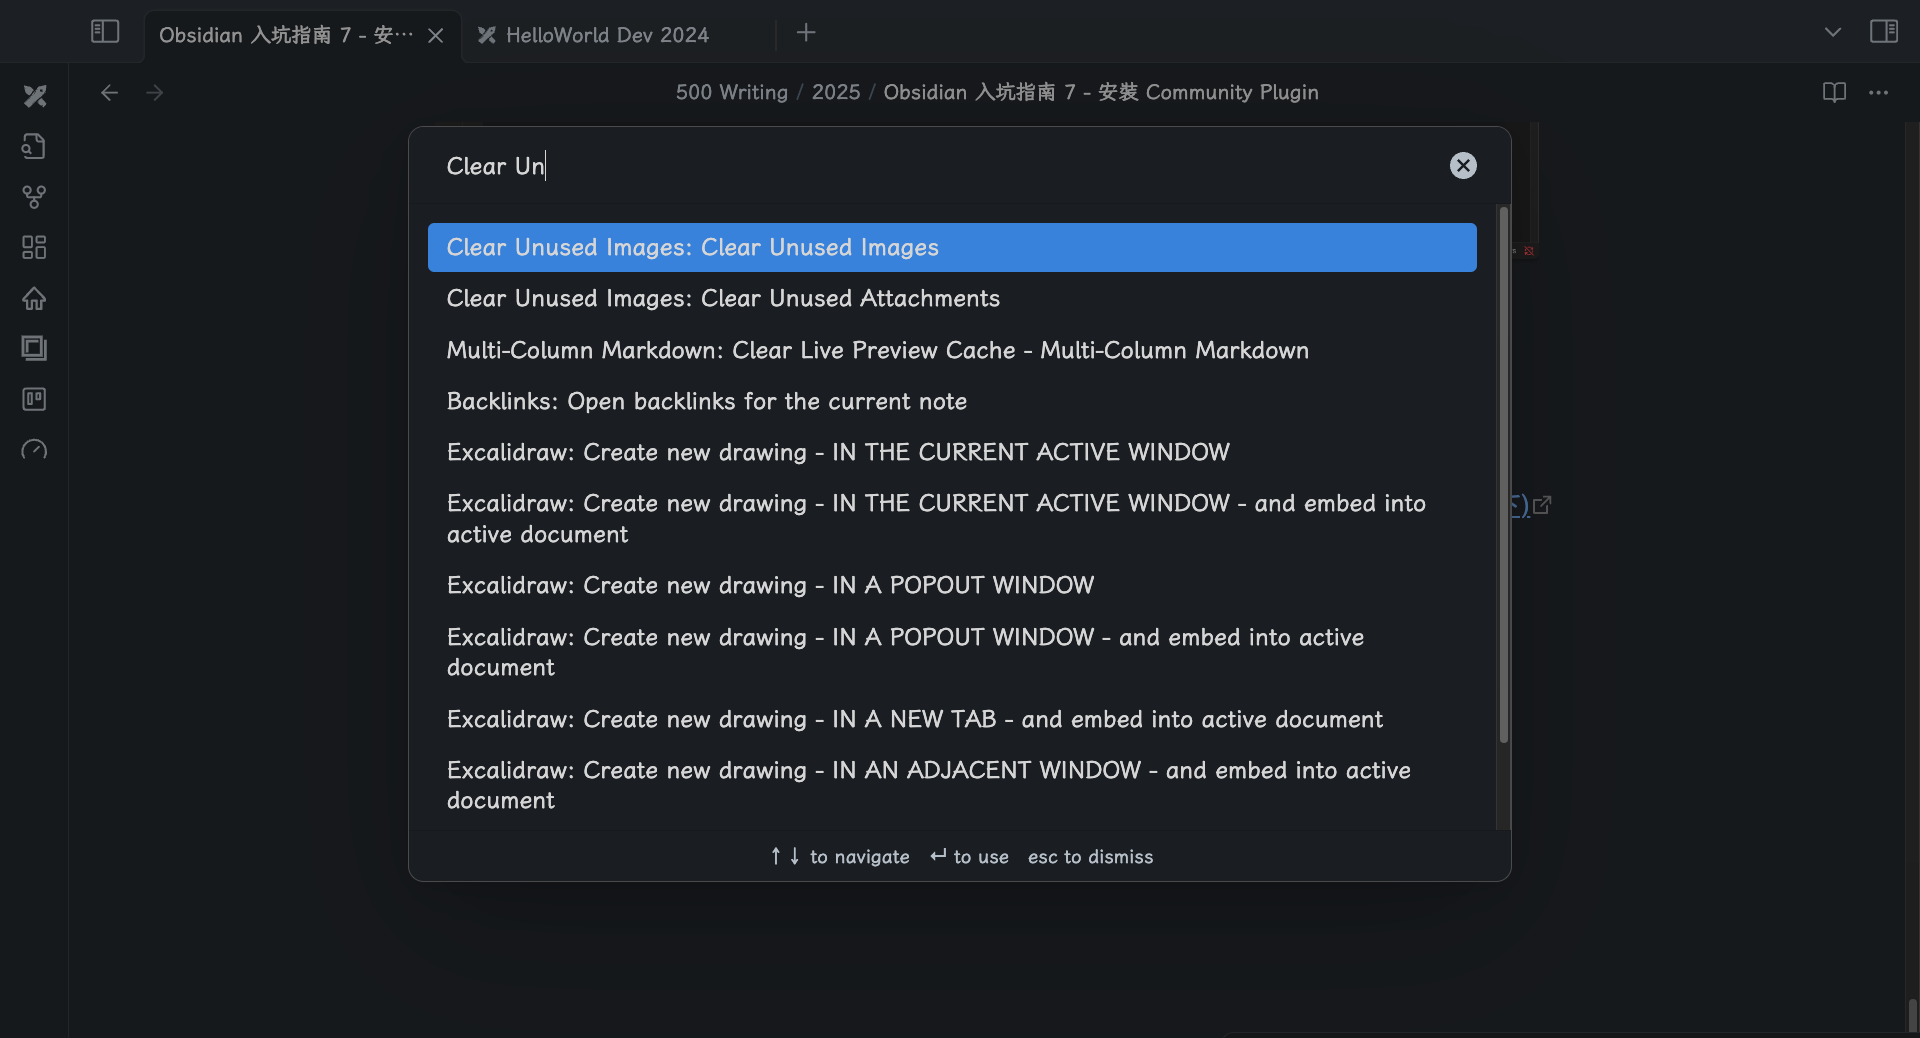 Obsidian 入坑指南 7 - 安…
HelloWorld Dev 2024
500 Writing / 2025 / Obsidian 入坑指南 7 - 安裝 Community Plugin
Clear Un
Clear Unused Images: Clear Unused Images
Clear Unused Images: Clear Unused Attachments
Multi-Column Markdown: Clear Live Preview Cache - Multi-Column Markdown
Backlinks: Open backlinks for the current note
Excalidraw: Create new drawing - IN THE CURRENT ACTIVE WINDOW
Excalidraw: Create new drawing - IN THE CURRENT ACTIVE WINDOW - and embed into
active document
Excalidraw: Create new drawing - IN A POPOUT WINDOW
Excalidraw: Create new drawing - IN A POPOUT WINDOW - and embed into active
document
Excalidraw: Create new drawing - IN A NEW TAB - and embed into active document
Excalidraw: Create new drawing - IN AN ADJACENT WINDOW - and embed into active
document
↑ ↓ to navigate ↵ to use esc to dismiss